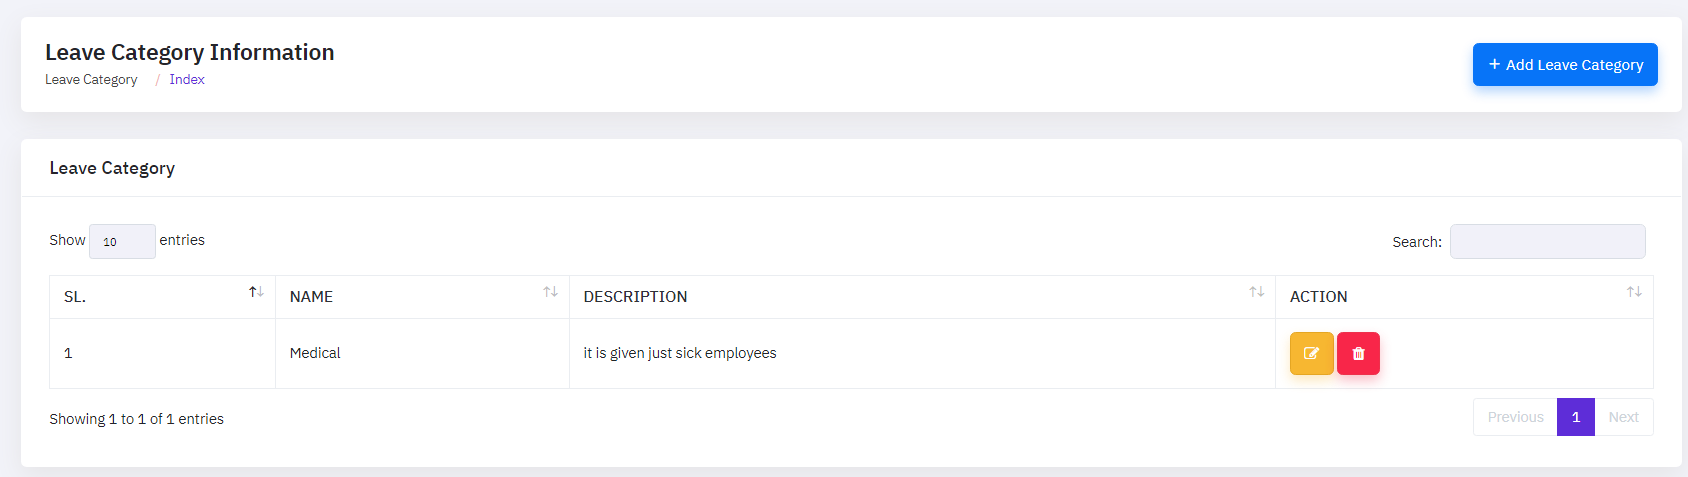 Leave Category Information
Leave Category / Index
+ Add Leave Category
Leave Category
Show 10 entries
Search:
SL. NAME DESCRIPTION ACTION
1 Medical it is given just sick employees
Showing 1 to 1 of 1 entries
Previous 1 Next